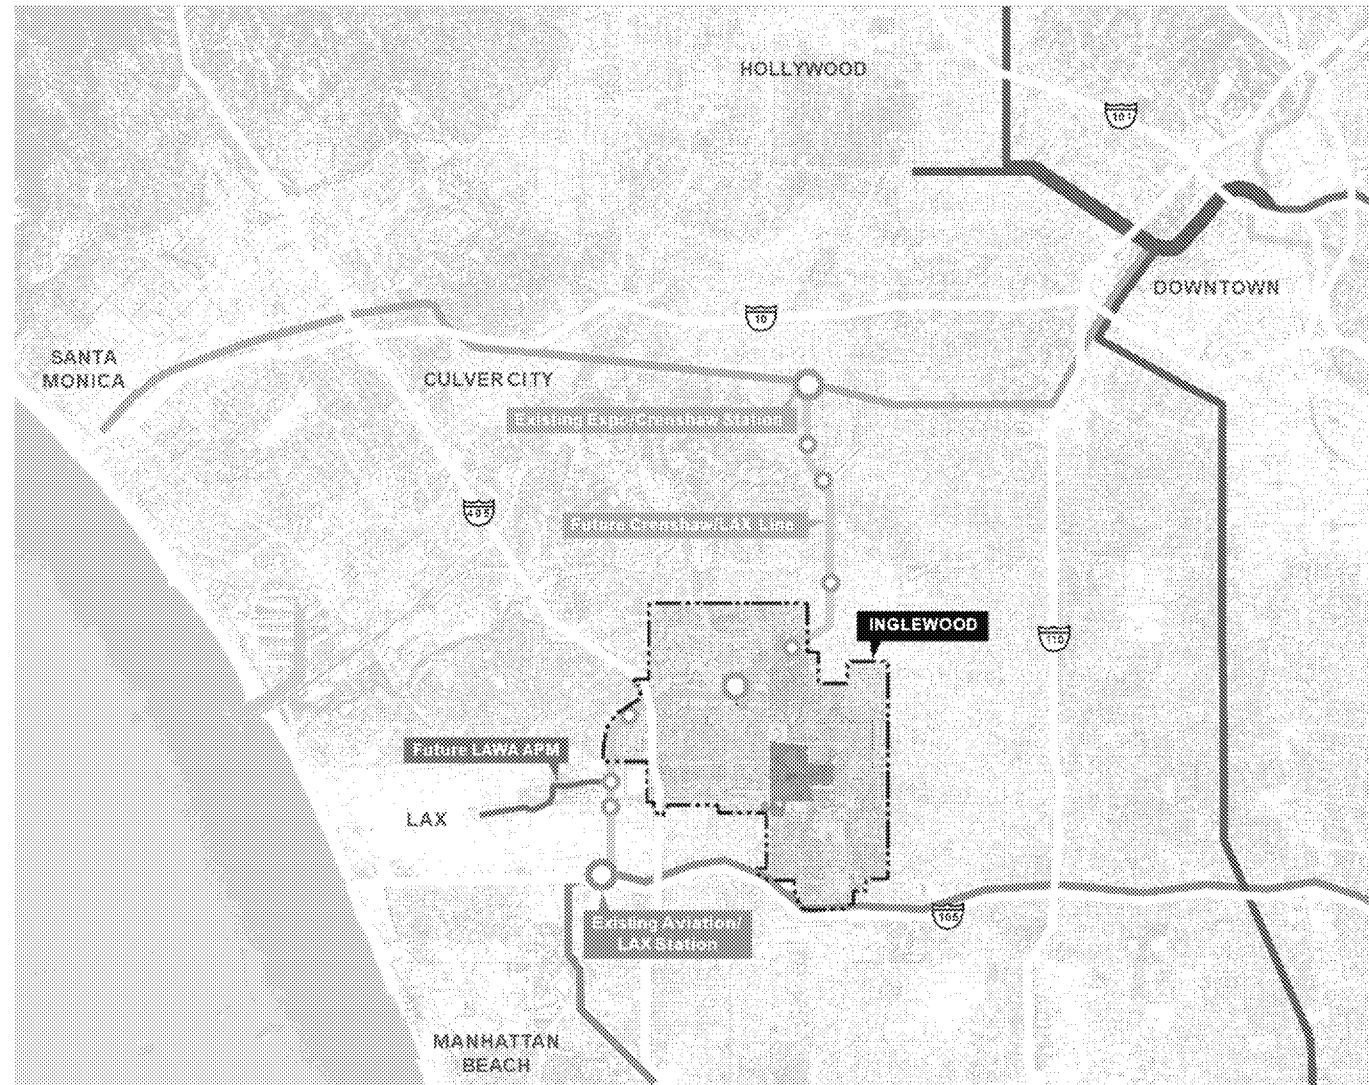 HOLLYWOOD
101
DOWNTOWN
10
SANTA
MONICA
CULVER CITY
Existing Expo/Crenshaw Station
405
Future Crenshaw/LAX Line
INGLEWOOD
110
Future LAWA APM
LAX
105
Existing Aviation/
LAX Station
MANHATTAN
BEACH